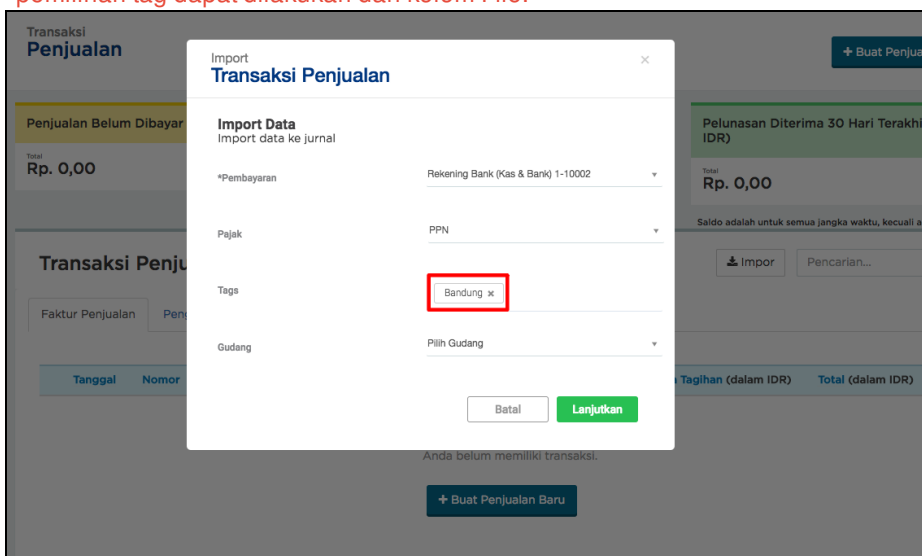 pemilihan tag dapat dilakukan dari kolom
Transaksi
Penjualan
+ Buat Penjua
Import
Transaksi Penjualan
×
Penjualan Belum Dibayar
Total
Rp. 0,00
Import Data
Import data ke jurnal
Pelunasan Diterima 30 Hari Terakhi
IDR)
Total
Rp. 0,00
*Pembayaran
Rekening Bank (Kas & Bank) 1-10002
Saldo adalah untuk semua jangka waktu, kecuali a
Pajak
PPN
Transaksi Penju
Impor
Pencarian...
Tags
Bandung ×
Faktur Penjualan
Peng
Gudang
Pilih Gudang
Tanggal
Nomor
Tagihan (dalam IDR)
Total (dalam IDR)
Batal
Lanjutkan
Anda belum memiliki transaksi.
+ Buat Penjualan Baru